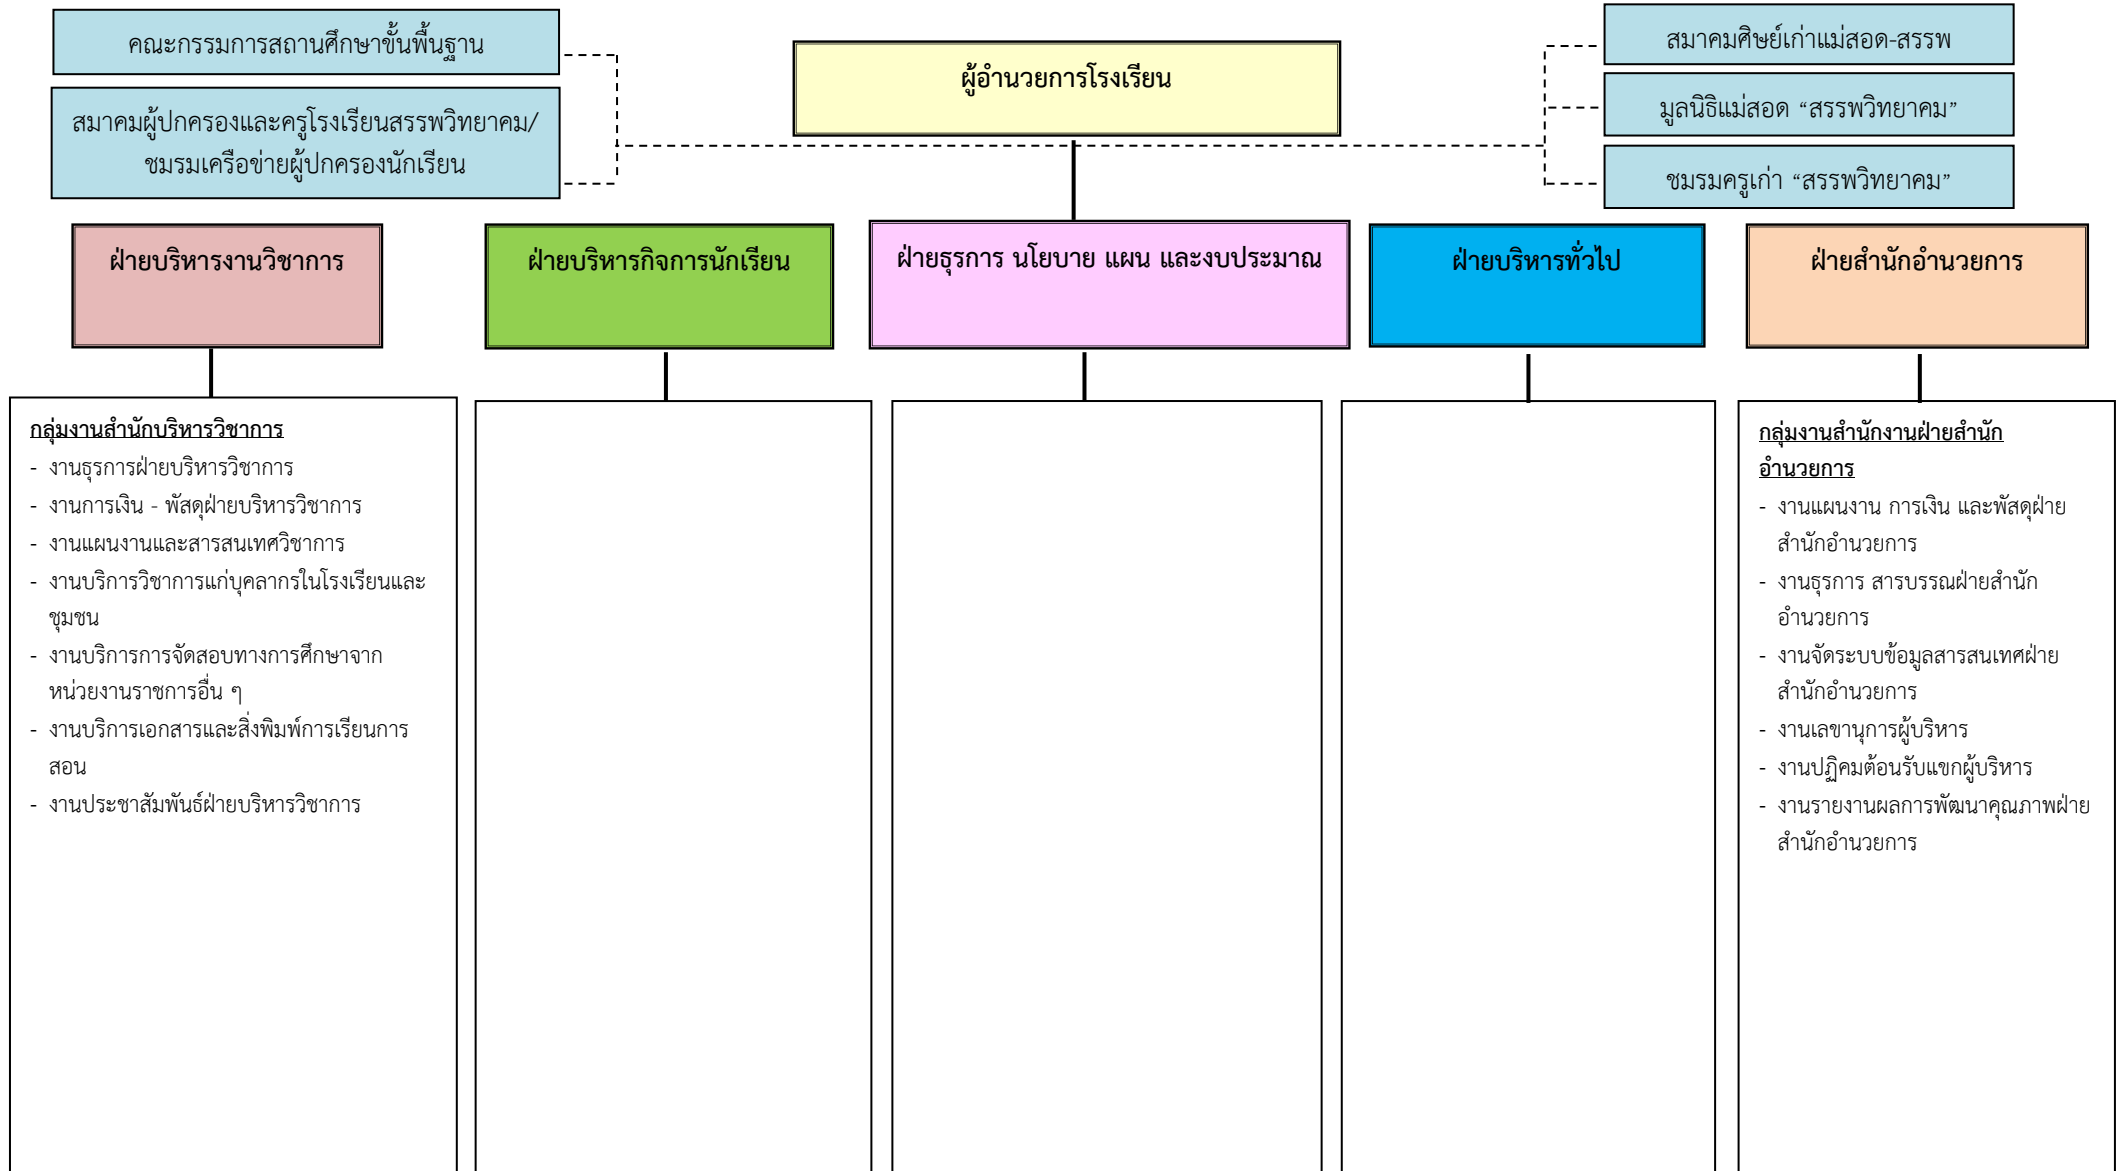 คณะกรรมการสถานศึกษาขั้นพื้นฐาน
สมาคมผู้ปกครองและครูโรงเรียนสรรพวิทยาคม/
ชมรมเครือข่ายผู้ปกครองนักเรียน
ผู้อำนวยการโรงเรียน
สมาคมศิษย์เก่าแม่สอด-สรรพ
มูลนิธิแม่สอด “สรรพวิทยาคม”
ชมรมครูเก่า “สรรพวิทยาคม”
ฝ่ายบริหารงานวิชาการ
ฝ่ายบริหารกิจการนักเรียน
ฝ่ายธุรการ นโยบาย แผน และงบประมาณ
ฝ่ายบริหารทั่วไป
ฝ่ายสำนักอำนวยการ
กลุ่มงานสำนักบริหารวิชาการ
- งานธุรการฝ่ายบริหารวิชาการ
- งานการเงิน - พัสดุฝ่ายบริหารวิชาการ
- งานแผนงานและสารสนเทศวิชาการ
- งานบริการวิชาการแก่บุคลากรในโรงเรียนและ
ชุมชน
- งานบริการการจัดสอบทางการศึกษาจาก
หน่วยงานราชการอื่น ๆ
- งานบริการเอกสารและสิ่งพิมพ์การเรียนการ
สอน
- งานประชาสัมพันธ์ฝ่ายบริหารวิชาการ
กลุ่มงานสำนักงานฝ่ายสำนัก
อำนวยการ
- งานแผนงาน การเงิน และพัสดุฝ่าย
สำนักอำนวยการ
- งานธุรการ สารบรรณฝ่ายสำนัก
อำนวยการ
- งานจัดระบบข้อมูลสารสนเทศฝ่าย
สำนักอำนวยการ
- งานเลขานุการผู้บริหาร
- งานปฏิคมต้อนรับแขกผู้บริหาร
- งานรายงานผลการพัฒนาคุณภาพฝ่าย
สำนักอำนวยการ